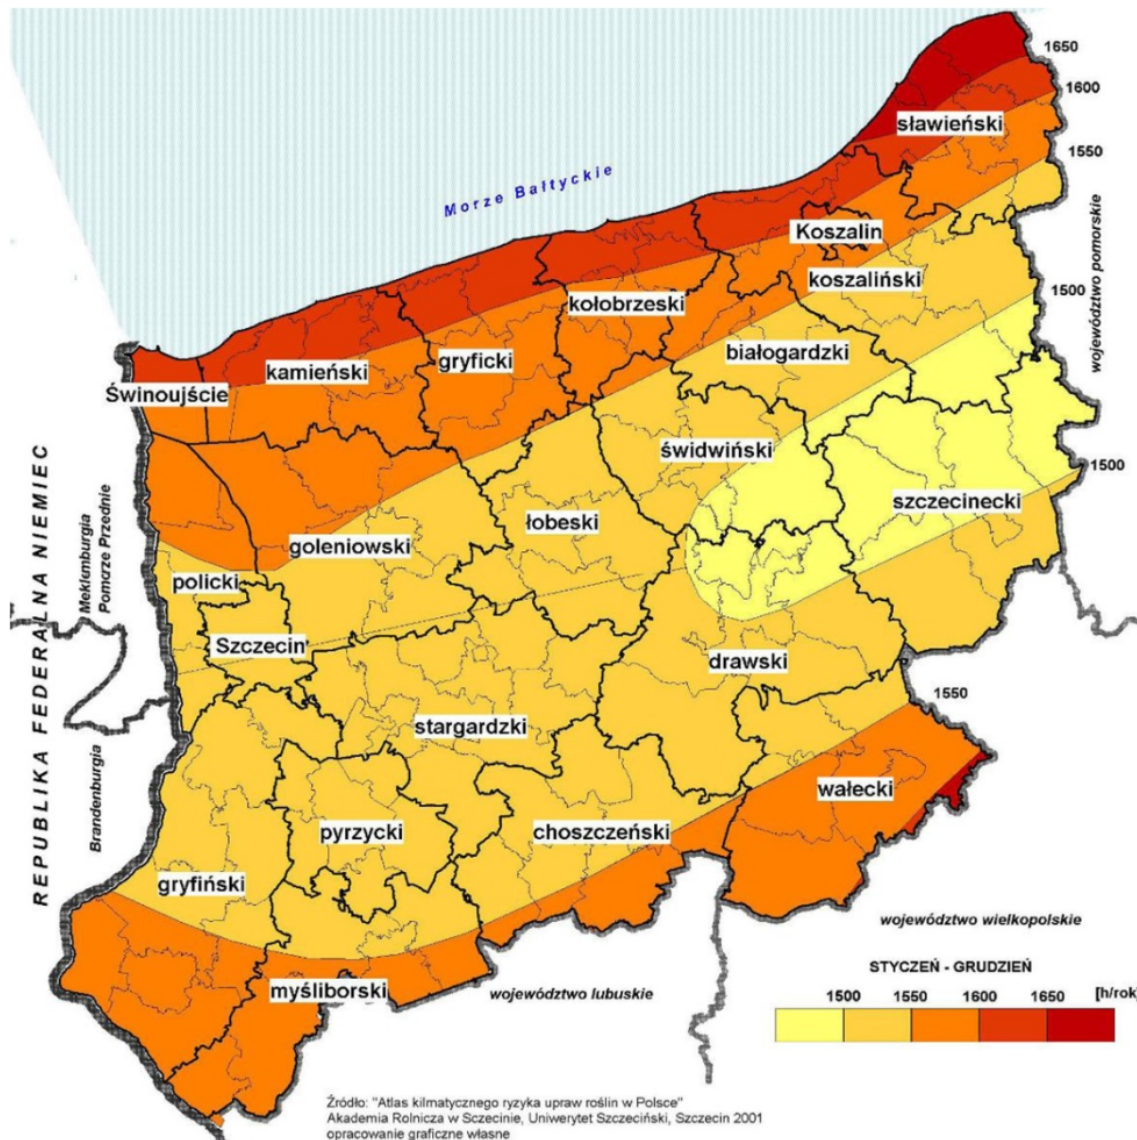 1650
1600
sławieński
1550
Morze Bałtyckie
województwo pomorskie
Koszalin
koszaliński
1500
kołobrzeski
białogardzki
gryficki
kamieński
Świnoujście
świdwiński
1500
szczecinecki
łobeski
goleniowski
REPUBLIKA FEDERALNA NIEMIEC
Meklemburgia
Pomorze Przednie
policki
Szczecin
drawski
1550
stargardzki
Brandenburgia
wałecki
pyrzycki
choszczeński
gryfiński
województwo wielkopolskie
myśliborski
województwo lubuskie
STYCZEŃ - GRUDZIEŃ
1500 1550 1600 1650 [h/rok]
Źródło: "Atlas kilmatycznego ryzyka upraw roślin w Polsce"
Akademia Rolnicza w Sczecinie, Uniwerytet Szczeciński, Szczecin 2001
opracowanie graficzne własne